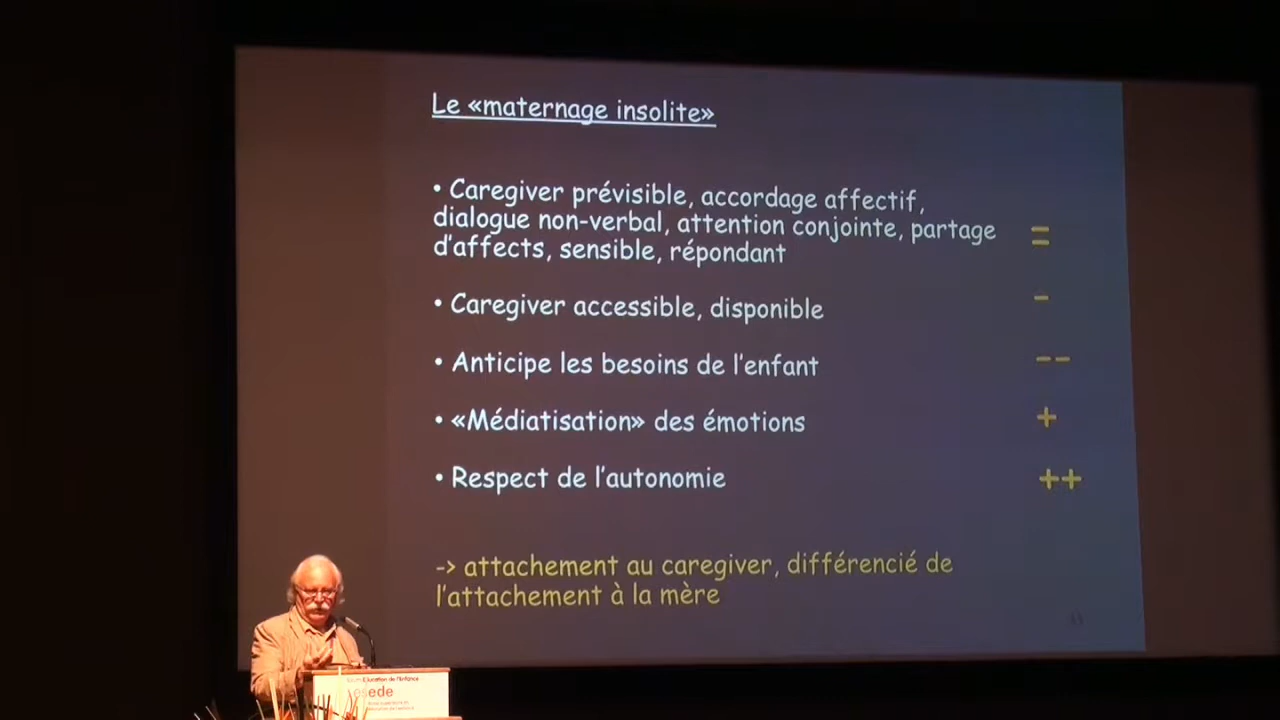 Le «maternage insolite»
• Caregiver prévisible, accordage affectif,
dialogue non-verbal, attention conjointe, partage
d'affects, sensible, répondant
=
• Caregiver accessible, disponible
-
• Anticipe les besoins de l'enfant
--
• «Médiatisation» des émotions
+
• Respect de l'autonomie
++
-> attachement au caregiver, différencié de
l'attachement à la mère
de l'Enfance
esede